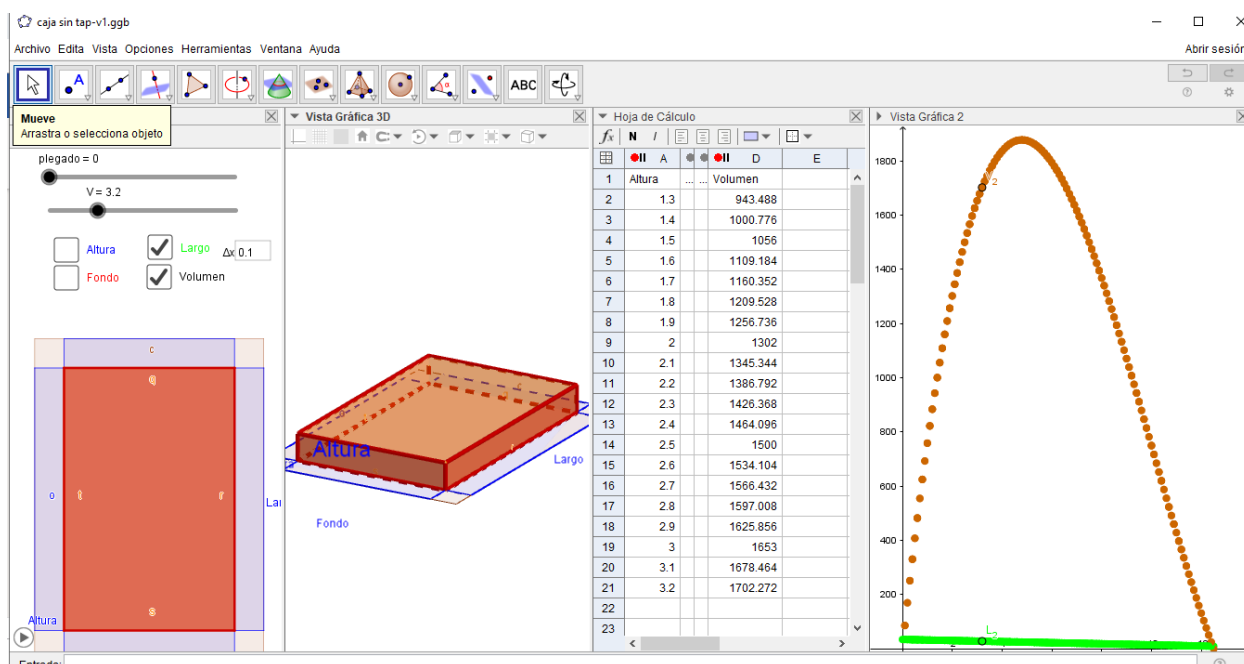 caja sin tap-v1.ggb
Archivo Edita Vista Opciones Herramientas Ventana Ayuda
Abrir sesión
ABC
Mueve
Arrastra o selecciona objeto
plegado = 0
V = 3.2
Altura
Largo
Δx 0.1
Fondo
Volumen
c
q
o
t
r
s
Altura
Vista Gráfica 3D
Altura
Largo
Fondo
Hoja de Cálculo
fx N I
A D E
1 Altura ... ... Volumen
2 1.3 943.488
3 1.4 1000.776
4 1.5 1056
5 1.6 1109.184
6 1.7 1160.352
7 1.8 1209.528
8 1.9 1256.736
9 2 1302
10 2.1 1345.344
11 2.2 1386.792
12 2.3 1426.368
13 2.4 1464.096
14 2.5 1500
15 2.6 1534.104
16 2.7 1566.432
17 2.8 1597.008
18 2.9 1625.856
19 3 1653
20 3.1 1678.464
21 3.2 1702.272
22
23
Vista Gráfica 2
1800
1600
1400
1200
1000
800
600
400
200
V2
L2
2
Entrada: